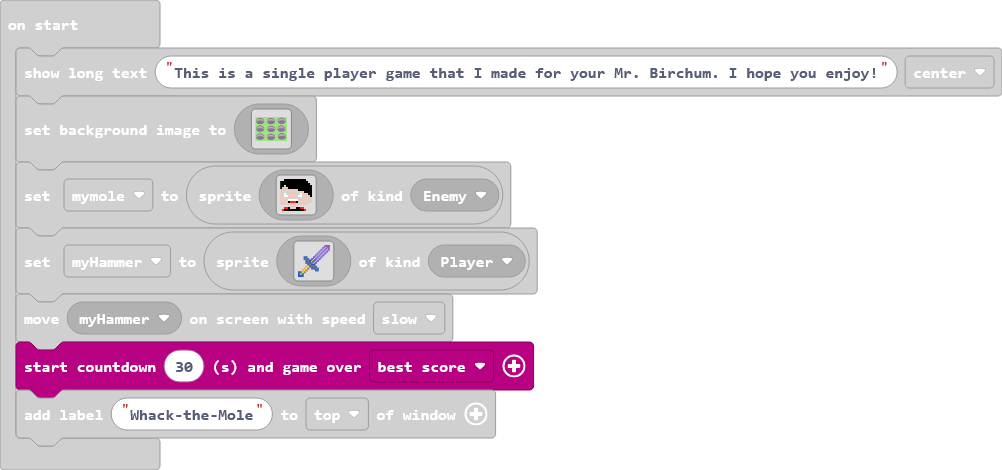 on start
show long text "This is a single player game that I made for your Mr. Birchum. I hope you enjoy!" center
set background image to
set mymole to sprite of kind Enemy
set myHammer to sprite of kind Player
move myHammer on screen with speed slow
start countdown 30 (s) and game over best score
add label "Whack-the-Mole" to top of window